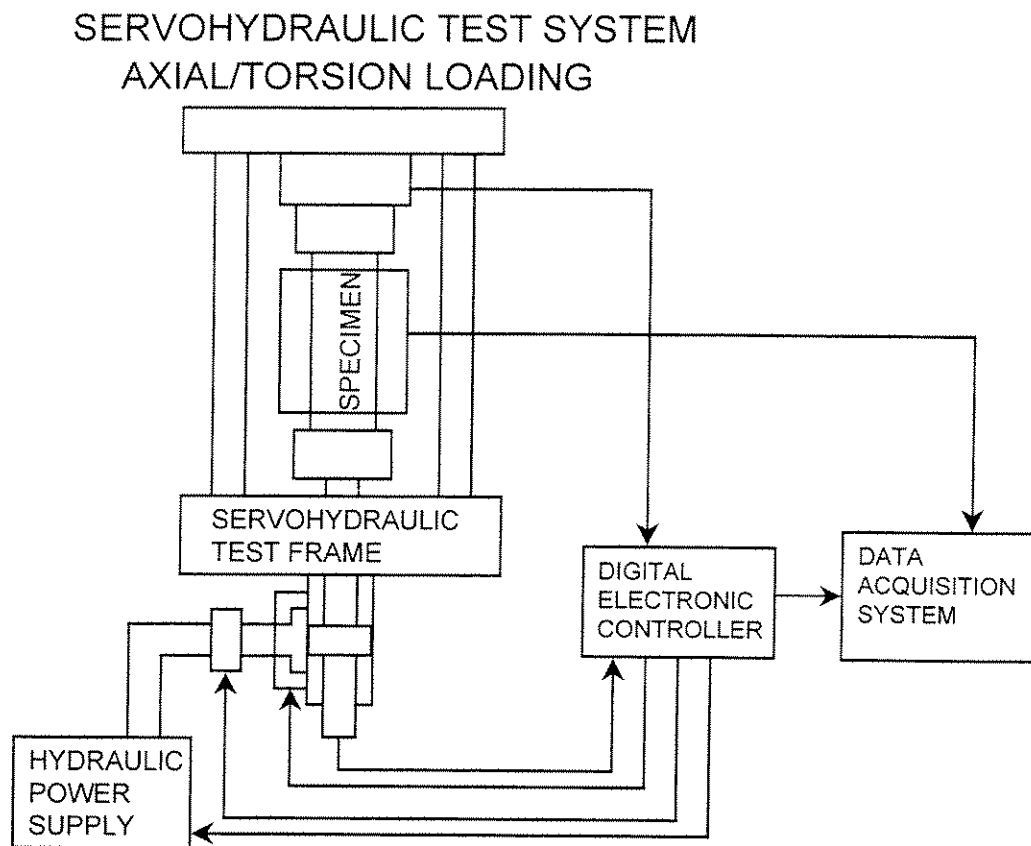 SERVOHYDRAULIC TEST SYSTEM
AXIAL/TORSION LOADING
SPECIMEN
SERVOHYDRAULIC
TEST FRAME
DIGITAL
ELECTRONIC
CONTROLLER
DATA
ACQUISITION
SYSTEM
HYDRAULIC
POWER
SUPPLY